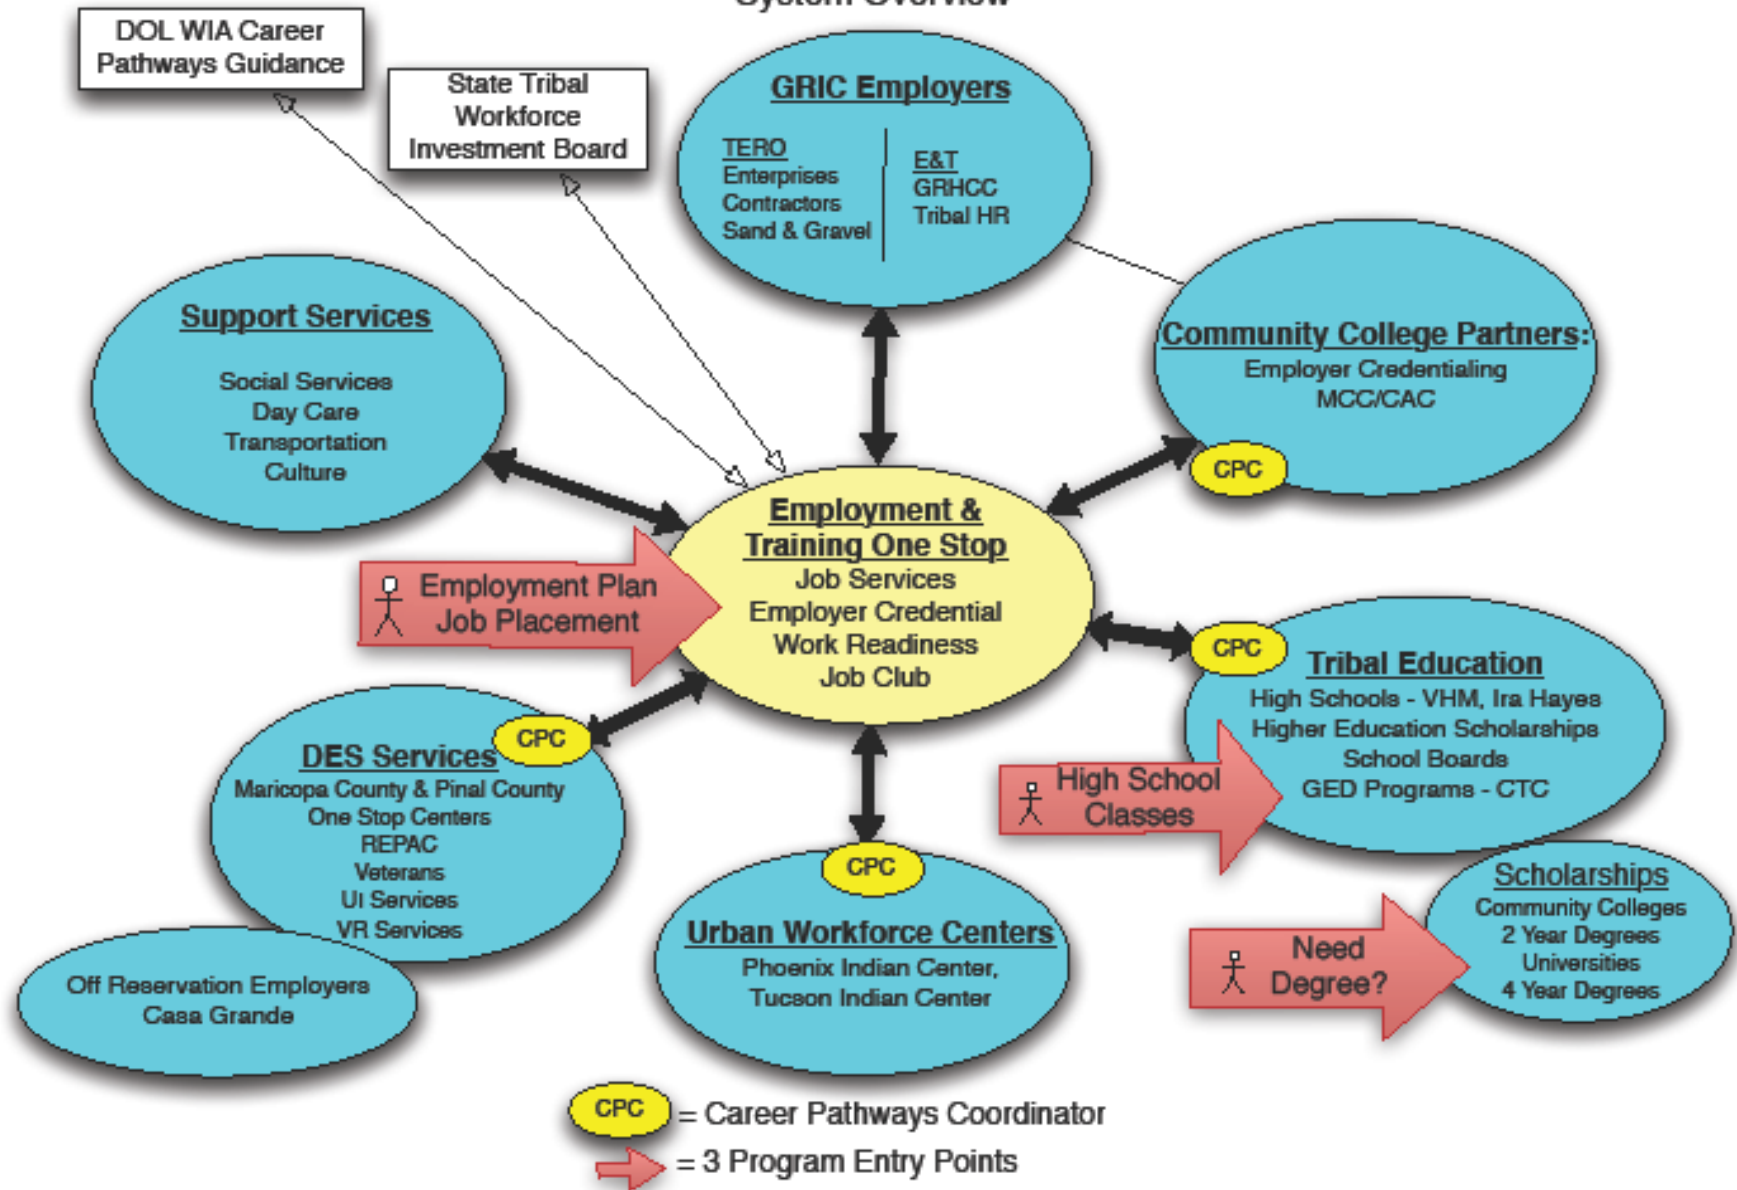 System Overview
DOL WIA Career
Pathways Guidance
State Tribal
Workforce
Investment Board
GRIC Employers
TERO
Enterprises
Contractors
Sand & Gravel
E&T
GRHCC
Tribal HR
Support Services
Social Services
Day Care
Transportation
Culture
Community College Partners:
Employer Credentialing
MCC/CAC
CPC
Employment &
Training One Stop
Job Services
Employer Credential
Work Readiness
Job Club
Employment Plan
Job Placement
CPC
Tribal Education
High Schools - VHM, Ira Hayes
Higher Education Scholarships
School Boards
GED Programs - CTC
High School
Classes
CPC
DES Services
Maricopa County & Pinal County
One Stop Centers
REPAC
Veterans
UI Services
VR Services
Off Reservation Employers
Casa Grande
CPC
Urban Workforce Centers
Phoenix Indian Center,
Tucson Indian Center
Scholarships
Community Colleges
2 Year Degrees
Universities
4 Year Degrees
Need
Degree?
CPC = Career Pathways Coordinator
= 3 Program Entry Points